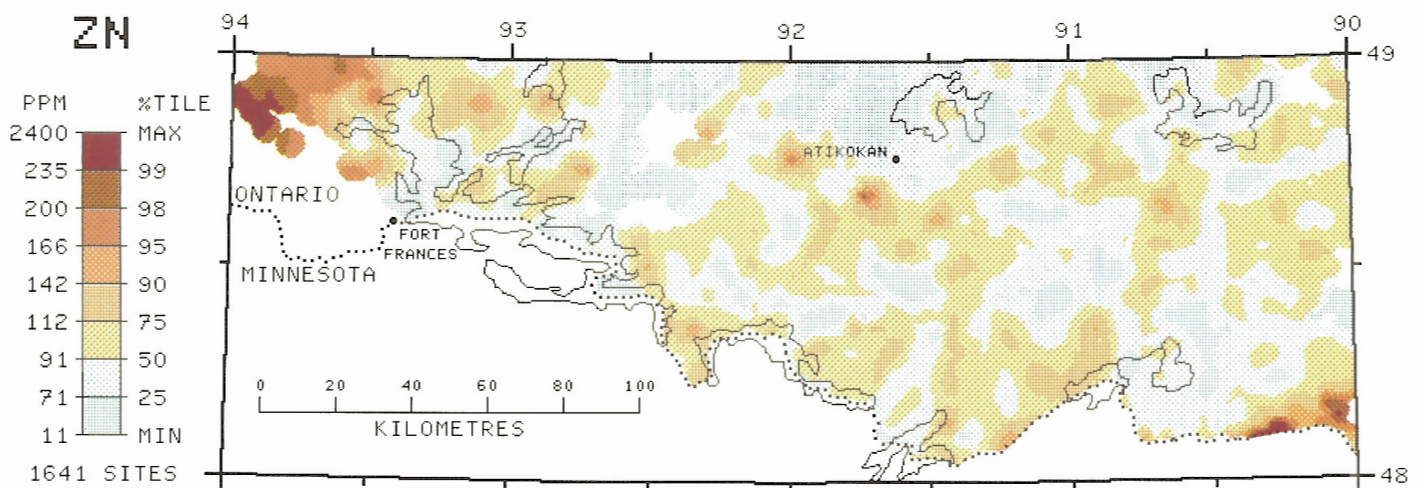 ZN
94 93 92 91 90
49
PPM %TILE
2400 MAX
235 99
200 98
166 95
142 90
112 75
91 50
71 25
11 MIN
1641 SITES
ATIKOKAN
ONTARIO
FORT
FRANCES
MINNESOTA
0 20 40 60 80 100
KILOMETRES
48